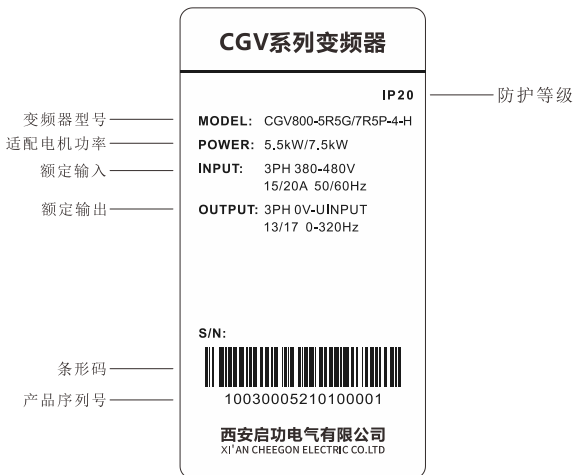 CGV系列变频器
IP20
防护等级
变频器型号
MODEL: CGV800-5R5G/7R5P-4-H
适配电机功率
POWER: 5.5kW/7.5kW
额定输入
INPUT: 3PH 380-480V
15/20A 50/60Hz
额定输出
OUTPUT: 3PH 0V-UINPUT
13/17 0-320Hz
S/N:
条形码
产品序列号
10030005210100001
西安启功电气有限公司
XI'AN CHEEGON ELECTRIC CO.LTD